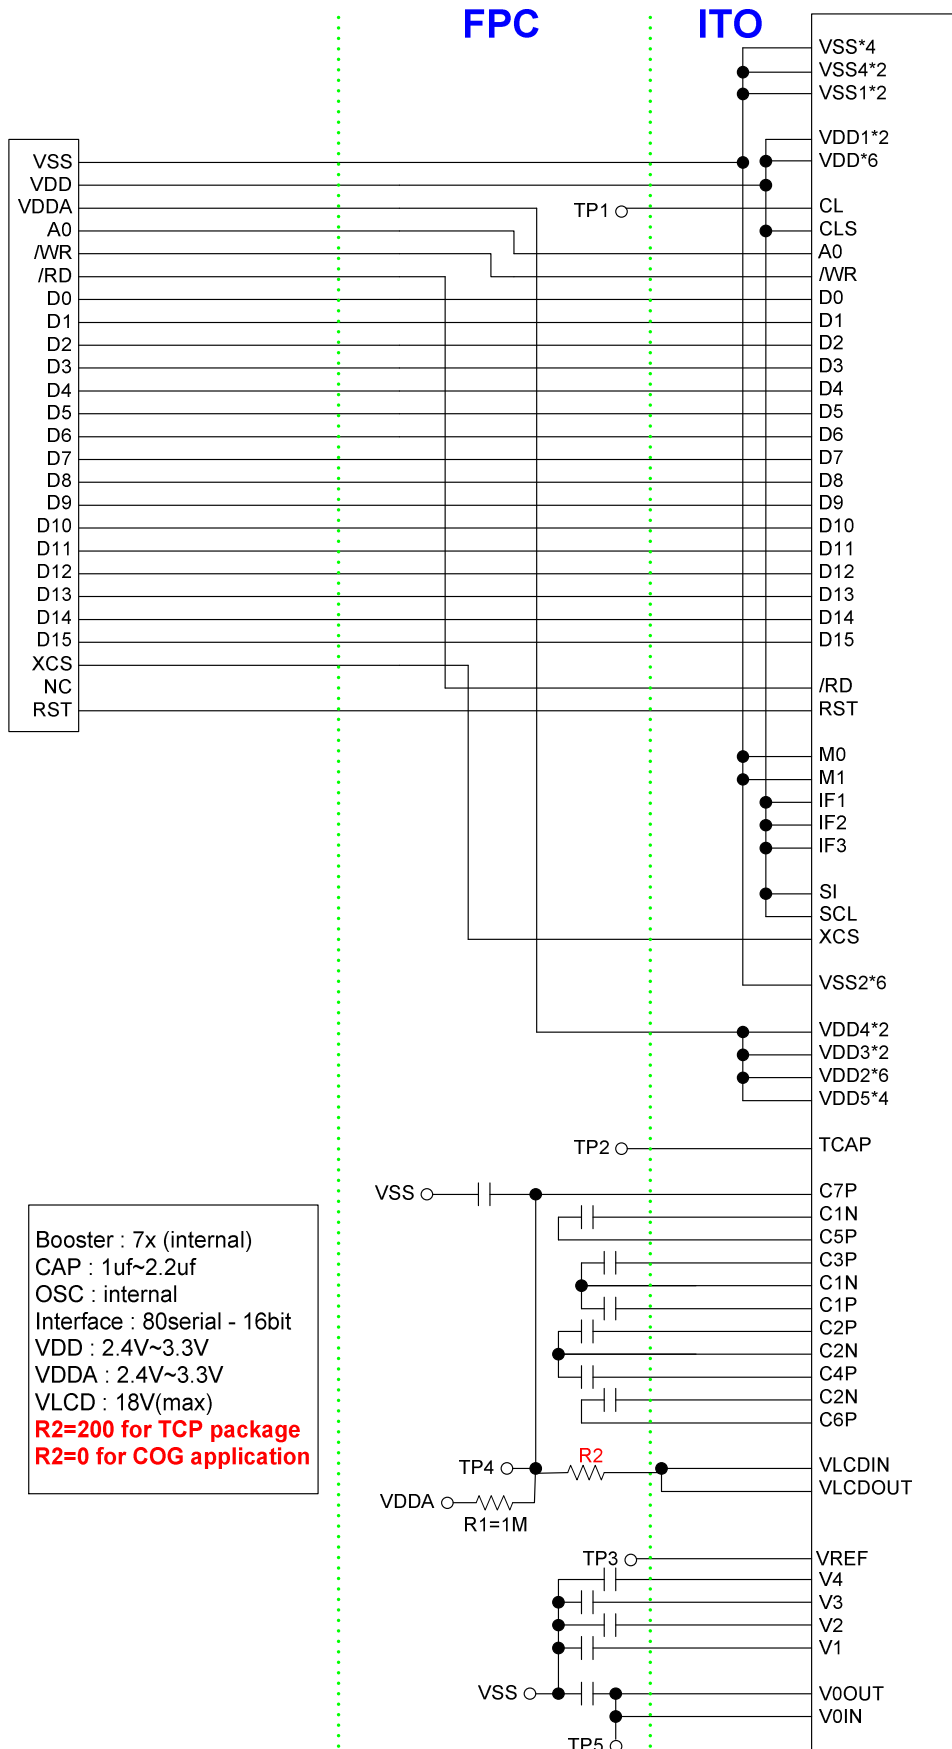 FPC
ITO
VSS
VDD
VDDA
A0
/WR
/RD
D0
D1
D2
D3
D4
D5
D6
D7
D8
D9
D10
D11
D12
D13
D14
D15
XCS
NC
RST
VSS*4
VSS4*2
VSS1*2
VDD1*2
VDD*6
TP1
CL
CLS
A0
/WR
D0
D1
D2
D3
D4
D5
D6
D7
D8
D9
D10
D11
D12
D13
D14
D15
/RD
RST
M0
M1
IF1
IF2
IF3
SI
SCL
XCS
VSS2*6
VDD4*2
VDD3*2
VDD2*6
VDD5*4
TP2
TCAP
VSS
C7P
C1N
C5P
C3P
C1N
C1P
C2P
C2N
C4P
C2N
C6P
Booster : 7x (internal)
CAP : 1uf~2.2uf
OSC : internal
Interface : 80serial - 16bit
VDD : 2.4V~3.3V
VDDA : 2.4V~3.3V
VLCD : 18V(max)
R2=200 for TCP package
R2=0 for COG application
R2
TP4
VLCDIN
VLCDOUT
VDDA
R1=1M
TP3
VREF
V4
V3
V2
V1
VSS
V0OUT
V0IN
TP5